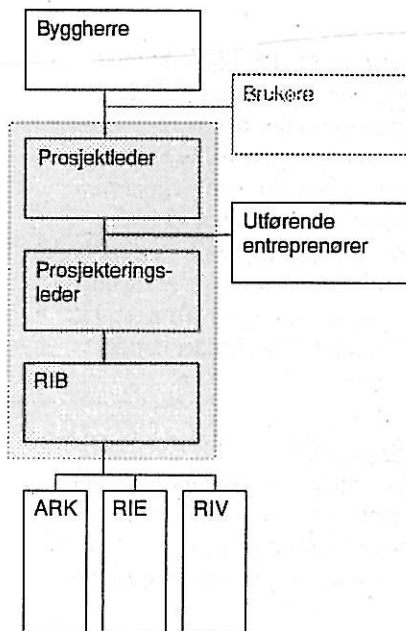 Byggherre
Brukere
Prosjektleder
Utførende
entreprenører
Prosjekterings-
leder
RIB
ARK RIE RIV